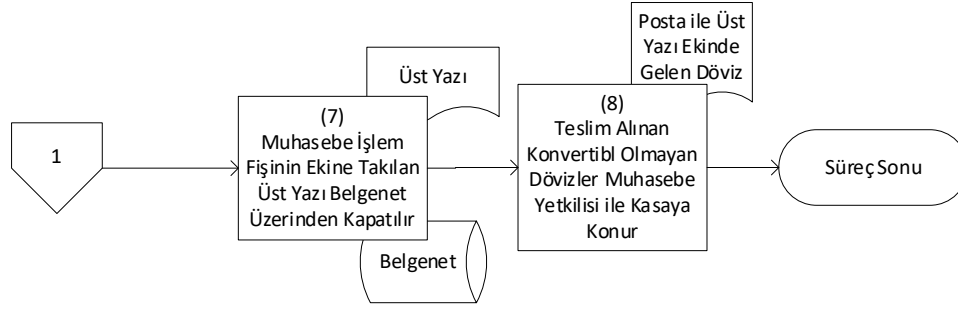 1
Üst Yazı
(7)
Muhasebe İşlem
Fişinin Ekine Takılan
Üst Yazı Belgenet
Üzerinden Kapatılır
Belgenet
Posta ile Üst
Yazı Ekinde
Gelen Döviz
(8)
Teslim Alınan
Konvertibl Olmayan
Dövizler Muhasebe
Yetkilisi ile Kasaya
Konur
Süreç Sonu